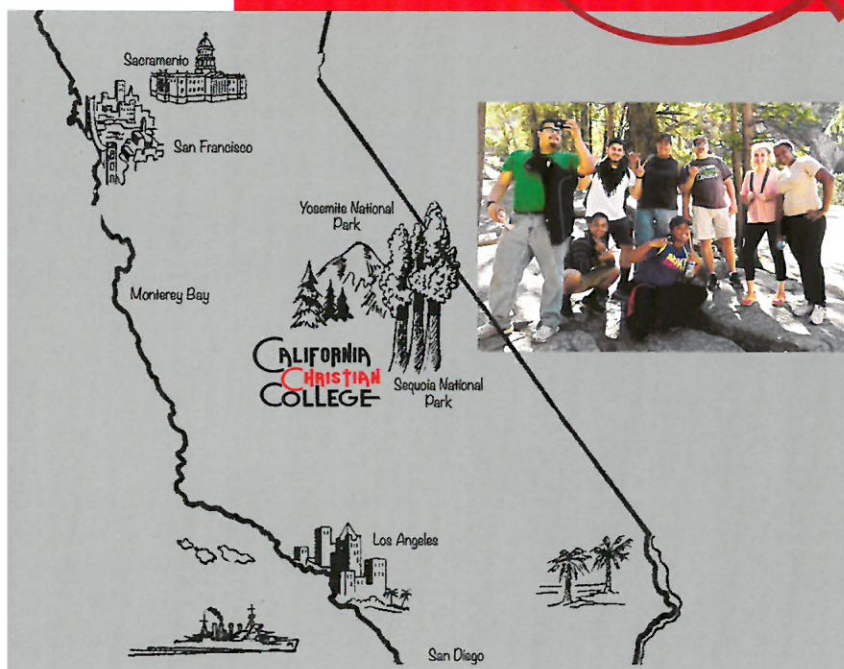 Sacramento
San Francisco
Yosemite National
Park
Monterey Bay
CALIFORNIA
CHRISTIAN
COLLEGE
Sequoia National
Park
Los Angeles
San Diego